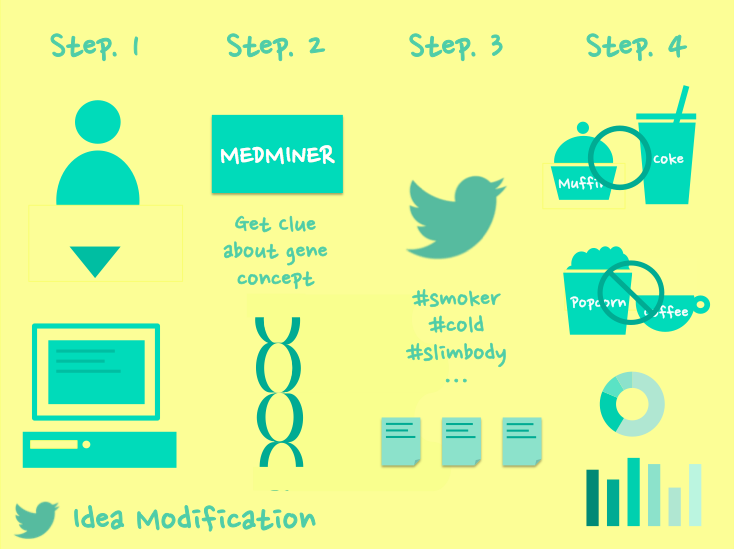 Step. 1
Step. 2
Step. 3
Step. 4
MEDMINER
Get clue
about gene
concept
#smoker
#cold
#slimbody
...
Muffin
Coke
Popcorn
Coffee
Idea Modification